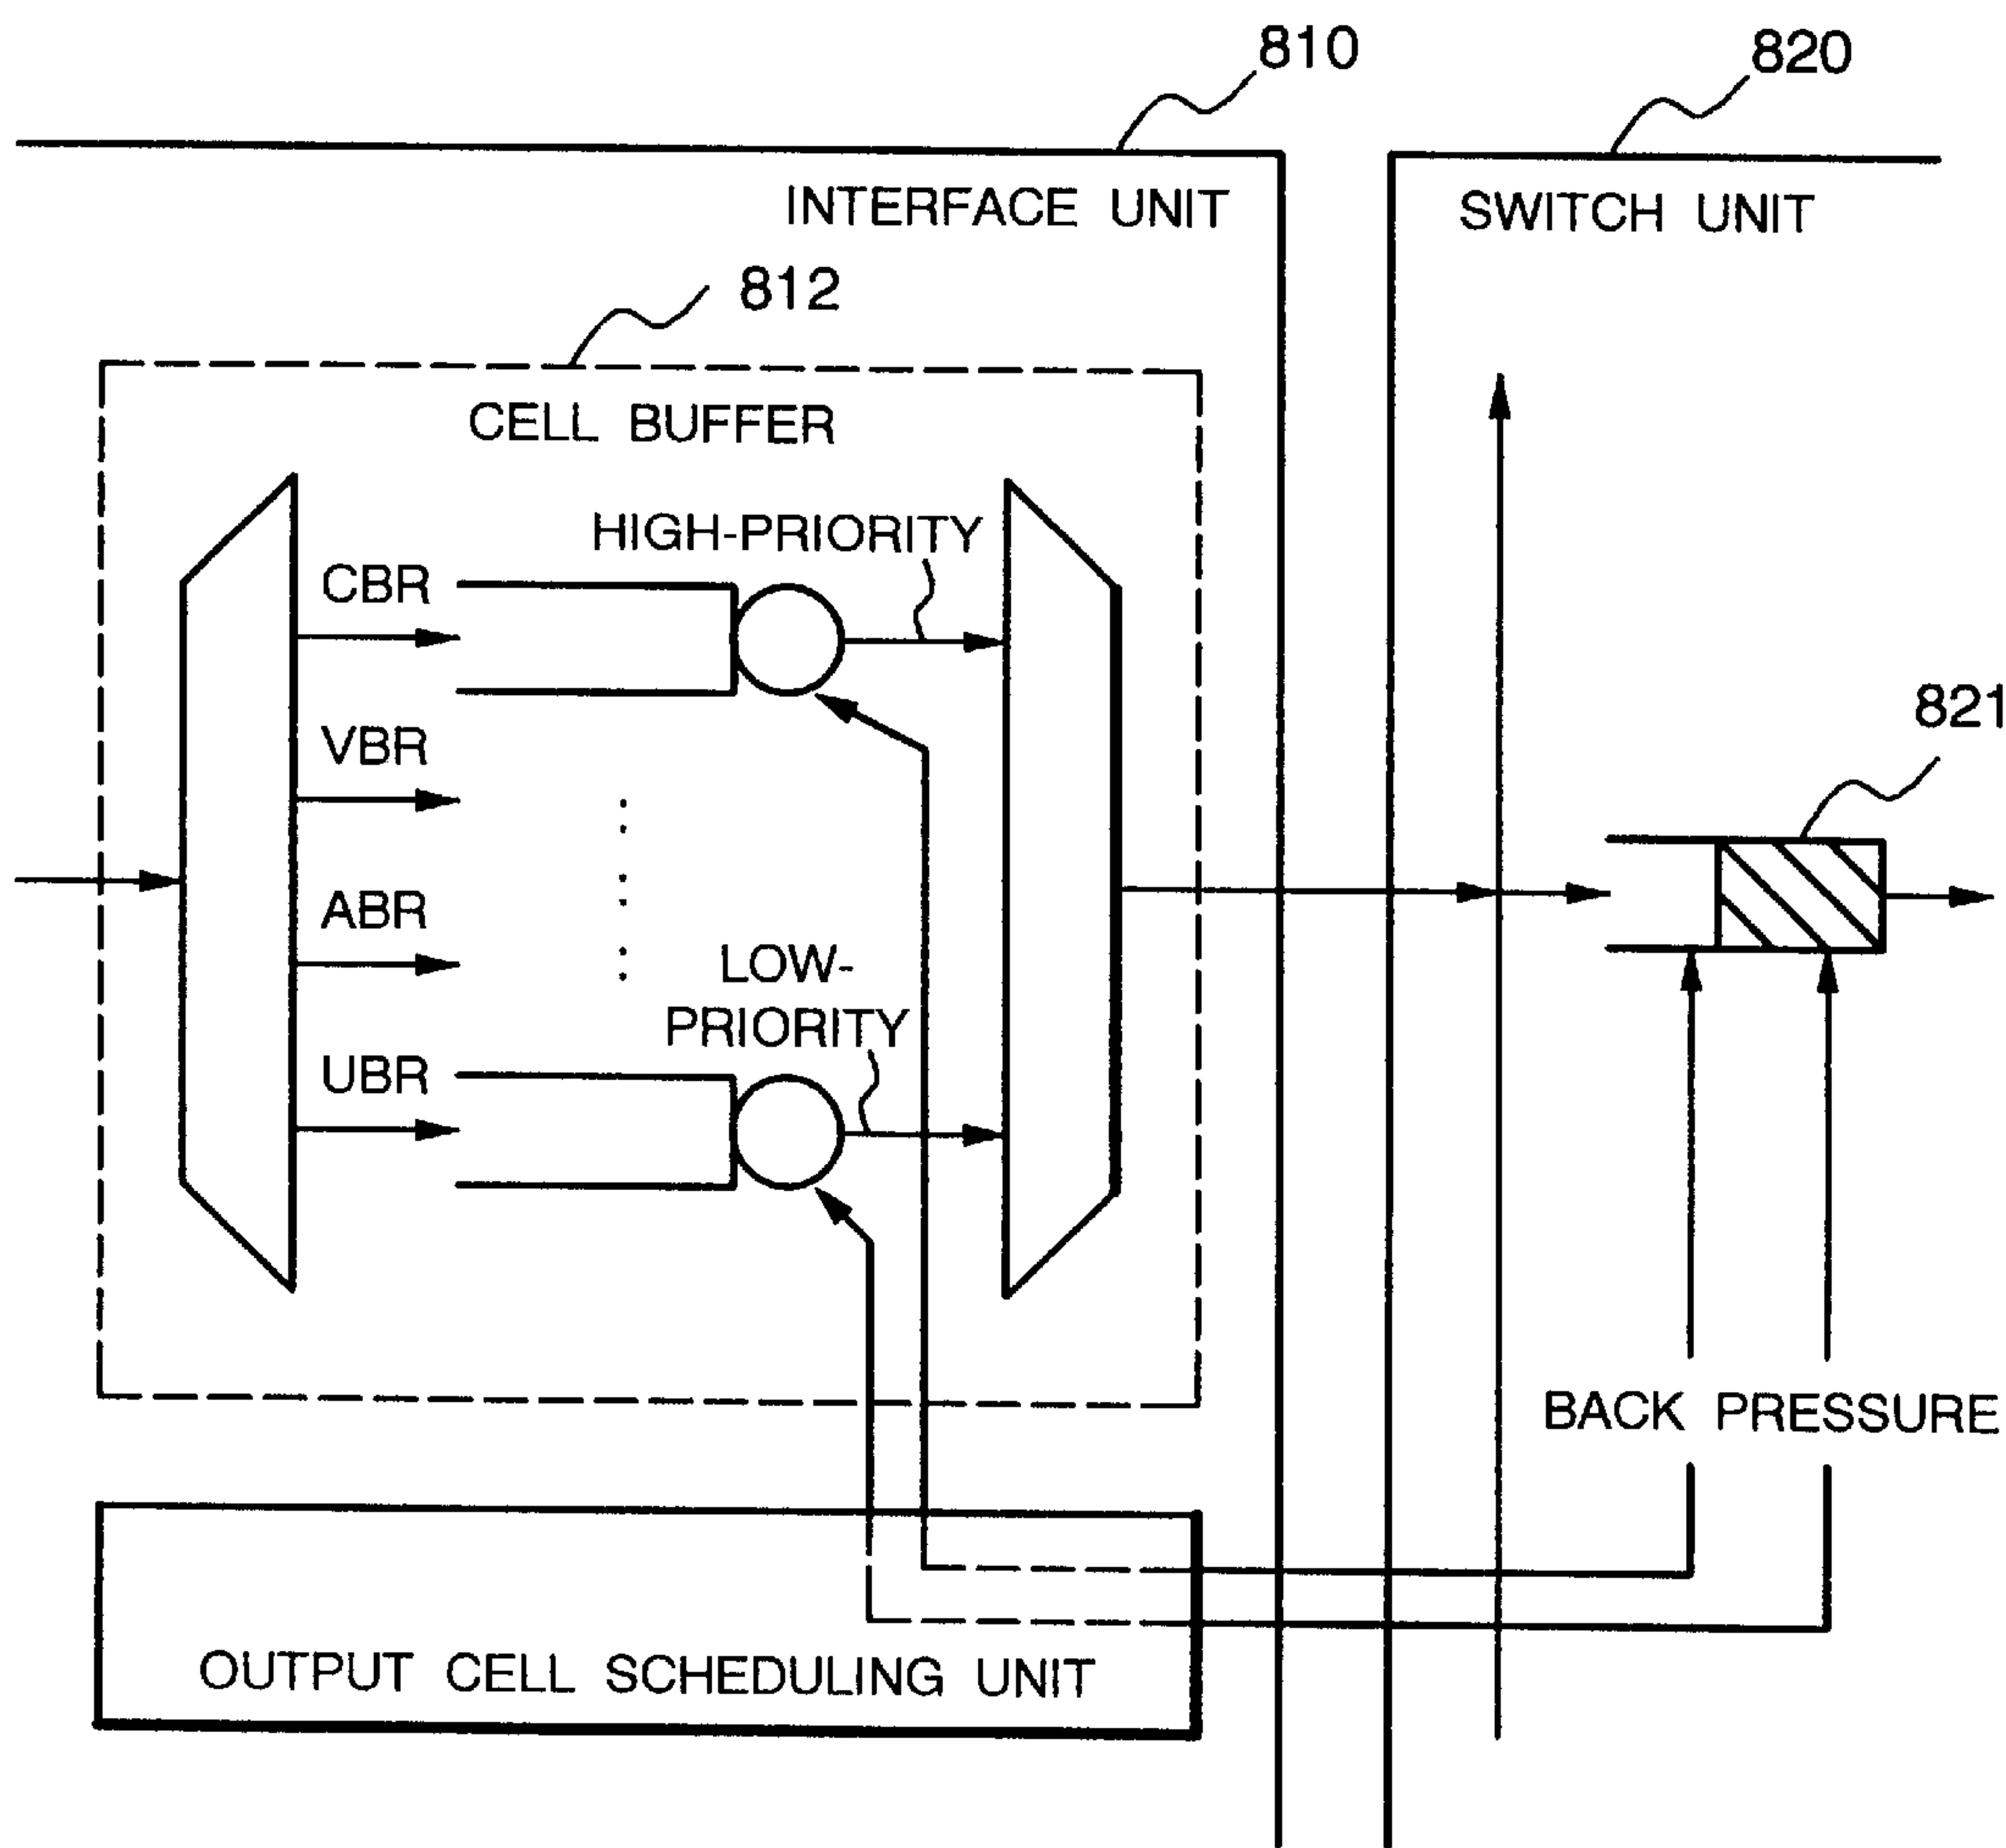 810
820
INTERFACE UNIT
SWITCH UNIT
812
CELL BUFFER
HIGH-PRIORITY
CBR
821
VBR
ABR
LOW-
PRIORITY
UBR
BACK PRESSURE
OUTPUT CELL SCHEDULING UNIT